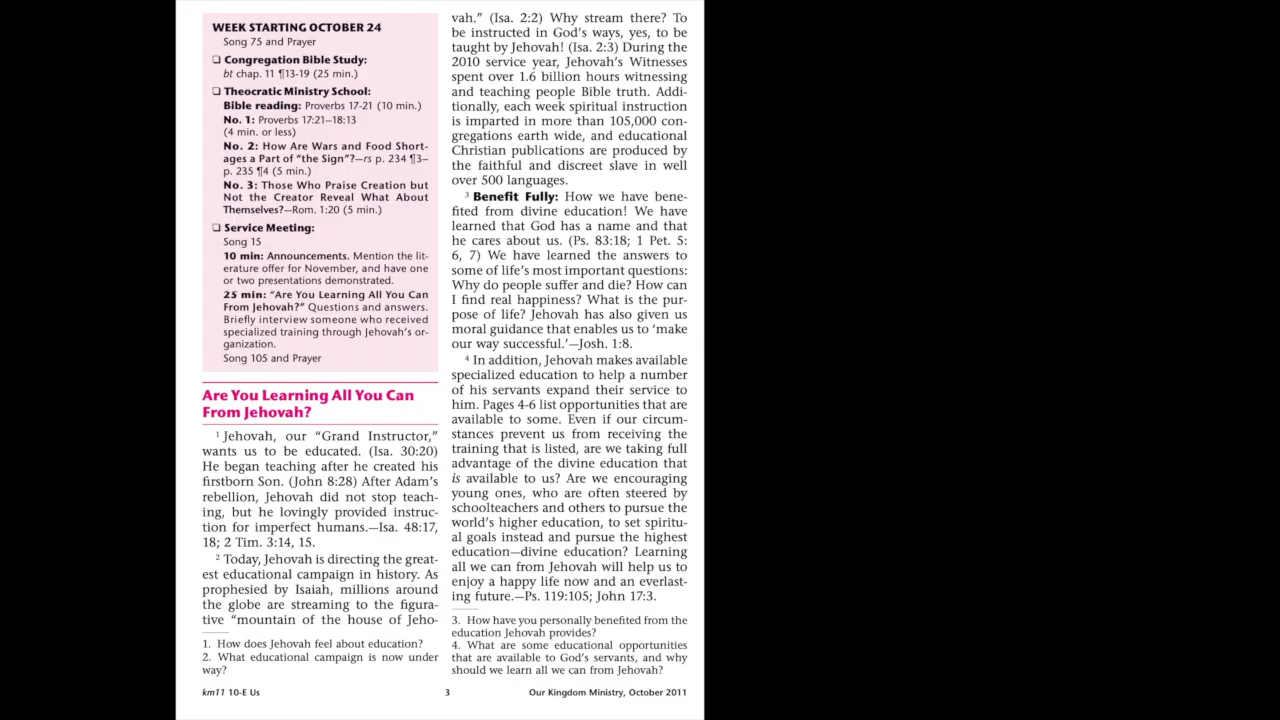 WEEK STARTING OCTOBER 24
Song 75 and Prayer
❑ Congregation Bible Study:
bt chap. 11 ¶13-19 (25 min.)
❑ Theocratic Ministry School:
Bible reading: Proverbs 17-21 (10 min.)
No. 1: Proverbs 17:21–18:13
(4 min. or less)
No. 2: How Are Wars and Food Short-
ages a Part of “the Sign”?—rs p. 234 ¶3–
p. 235 ¶4 (5 min.)
No. 3: Those Who Praise Creation but
Not the Creator Reveal What About
Themselves?—Rom. 1:20 (5 min.)
❑ Service Meeting:
Song 15
10 min: Announcements. Mention the lit-
erature offer for November, and have one
or two presentations demonstrated.
25 min: “Are You Learning All You Can
From Jehovah?” Questions and answers.
Briefly interview someone who received
specialized training through Jehovah’s or-
ganization.
Song 105 and Prayer
Are You Learning All You Can
From Jehovah?
1 Jehovah, our “Grand Instructor,”
wants us to be educated. (Isa. 30:20)
He began teaching after he created his
firstborn Son. (John 8:28) After Adam’s
rebellion, Jehovah did not stop teach-
ing, but he lovingly provided instruc-
tion for imperfect humans.—Isa. 48:17,
18; 2 Tim. 3:14, 15.
2 Today, Jehovah is directing the great-
est educational campaign in history. As
prophesied by Isaiah, millions around
the globe are streaming to the figura-
tive “mountain of the house of Jeho-
1. How does Jehovah feel about education?
2. What educational campaign is now under
way?
vah.” (Isa. 2:2) Why stream there? To
be instructed in God’s ways, yes, to be
taught by Jehovah! (Isa. 2:3) During the
2010 service year, Jehovah’s Witnesses
spent over 1.6 billion hours witnessing
and teaching people Bible truth. Addi-
tionally, each week spiritual instruction
is imparted in more than 105,000 con-
gregations earth wide, and educational
Christian publications are produced by
the faithful and discreet slave in well
over 500 languages.
3 Benefit Fully: How we have bene-
fited from divine education! We have
learned that God has a name and that
he cares about us. (Ps. 83:18; 1 Pet. 5:
6, 7) We have learned the answers to
some of life’s most important questions:
Why do people suffer and die? How can
I find real happiness? What is the pur-
pose of life? Jehovah has also given us
moral guidance that enables us to ‘make
our way successful.’—Josh. 1:8.
4 In addition, Jehovah makes available
specialized education to help a number
of his servants expand their service to
him. Pages 4-6 list opportunities that are
available to some. Even if our circum-
stances prevent us from receiving the
training that is listed, are we taking full
advantage of the divine education that
is available to us? Are we encouraging
young ones, who are often steered by
schoolteachers and others to pursue the
world’s higher education, to set spiritu-
al goals instead and pursue the highest
education—divine education? Learning
all we can from Jehovah will help us to
enjoy a happy life now and an everlast-
ing future.—Ps. 119:105; John 17:3.
3. How have you personally benefited from the
education Jehovah provides?
4. What are some educational opportunities
that are available to God’s servants, and why
should we learn all we can from Jehovah?
km11 10-E Us
3
Our Kingdom Ministry, October 2011